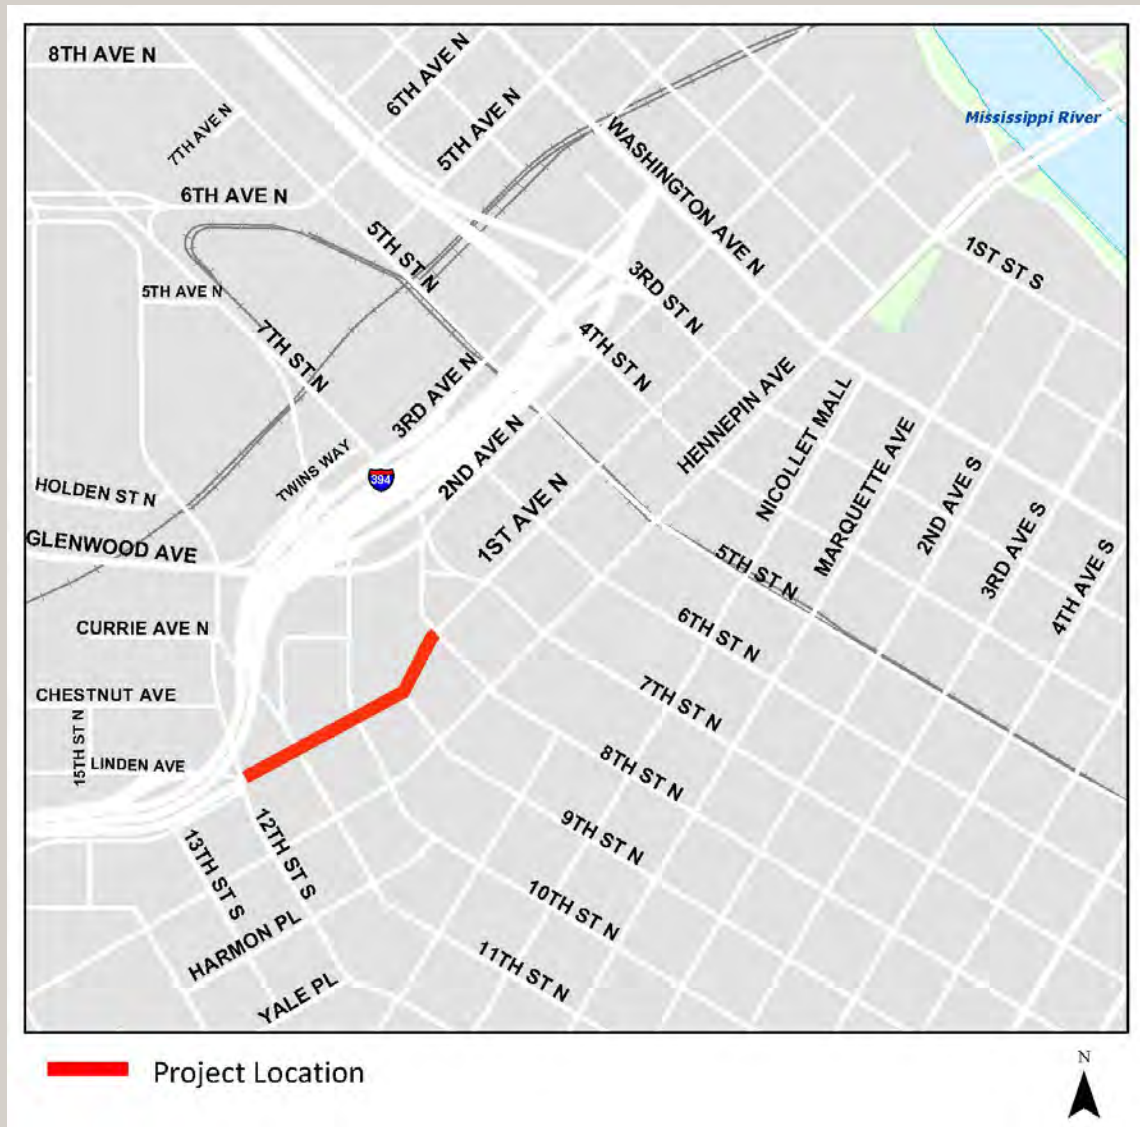 8TH AVE N
6TH AVE N
7TH AVE N
5TH AVE N
WASHINGTON AVE N
Mississippi River
6TH AVE N
5TH ST N
1ST ST S
5TH AVE N
3RD ST N
7TH ST N
4TH ST N
3RD AVE N
HENNEPIN AVE
NICOLLET MALL
TWINS WAY
394
2ND AVE N
MARQUETTE AVE
2ND AVE S
HOLDEN ST N
1ST AVE N
3RD AVE S
GLENWOOD AVE
5TH ST N
4TH AVE S
CURRIE AVE N
6TH ST N
CHESTNUT AVE
7TH ST N
15TH ST N
LINDEN AVE
8TH ST N
12TH ST S
9TH ST N
13TH ST S
10TH ST N
HARMON PL
11TH ST N
YALE PL
Project Location
N